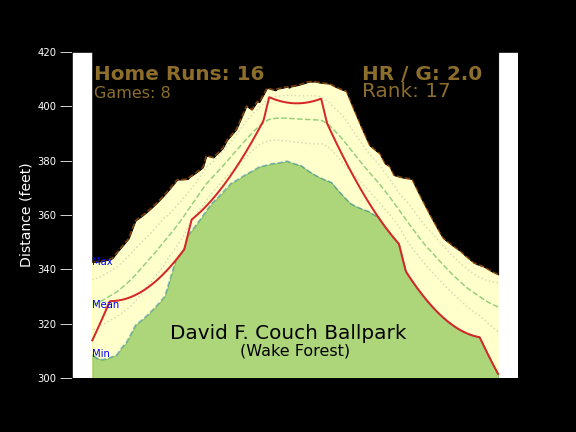 Home Runs: 16
Games: 8
HR / G: 2.0
Rank: 17
Distance (feet)
420
400
380
360
340
320
300
Max
Mean
Min
David F. Couch Ballpark
(Wake Forest)